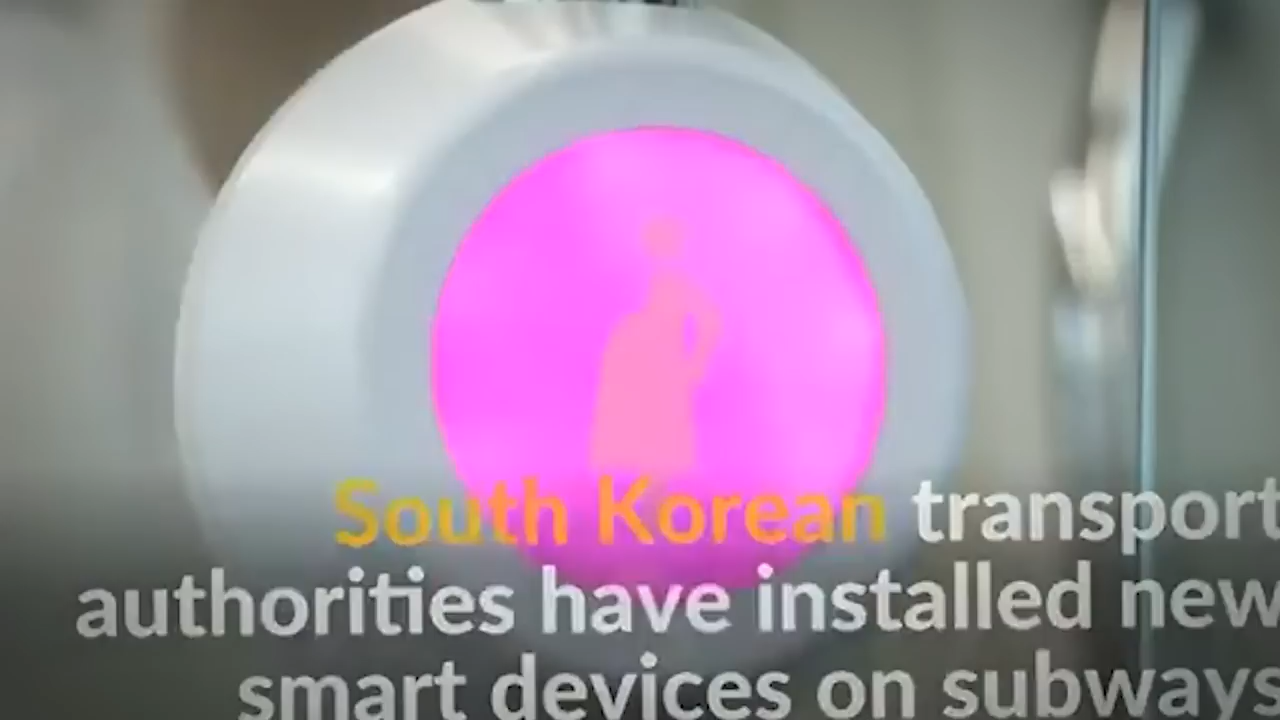 South Korean transport
authorities have installed new
smart devices on subways